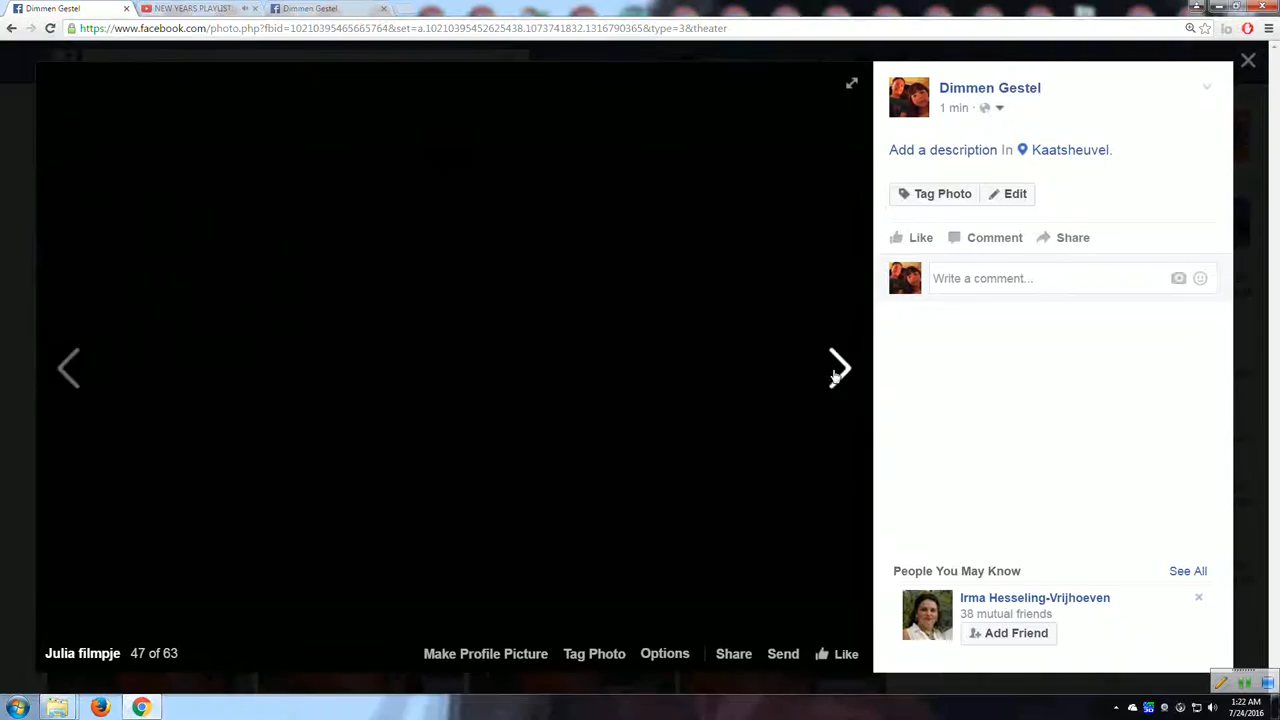 Dimmen Gestel
NEW YEARS PLAYLIST
Dimmen Gestel
https://www.facebook.com/photo.php?fbid=10210395465665764&set=a.10210395452625438.1073741832.1316790365&type=3&theater
Dimmen Gestel
1 min
Add a description In Kaatsheuvel.
Tag Photo Edit
Like Comment Share
Write a comment...
People You May Know See All
Irma Hesseling-Vrijhoeven
38 mutual friends
Add Friend
Julia filmpje 47 of 63 Make Profile Picture Tag Photo Options Share Send Like
1:22 AM
7/24/2016